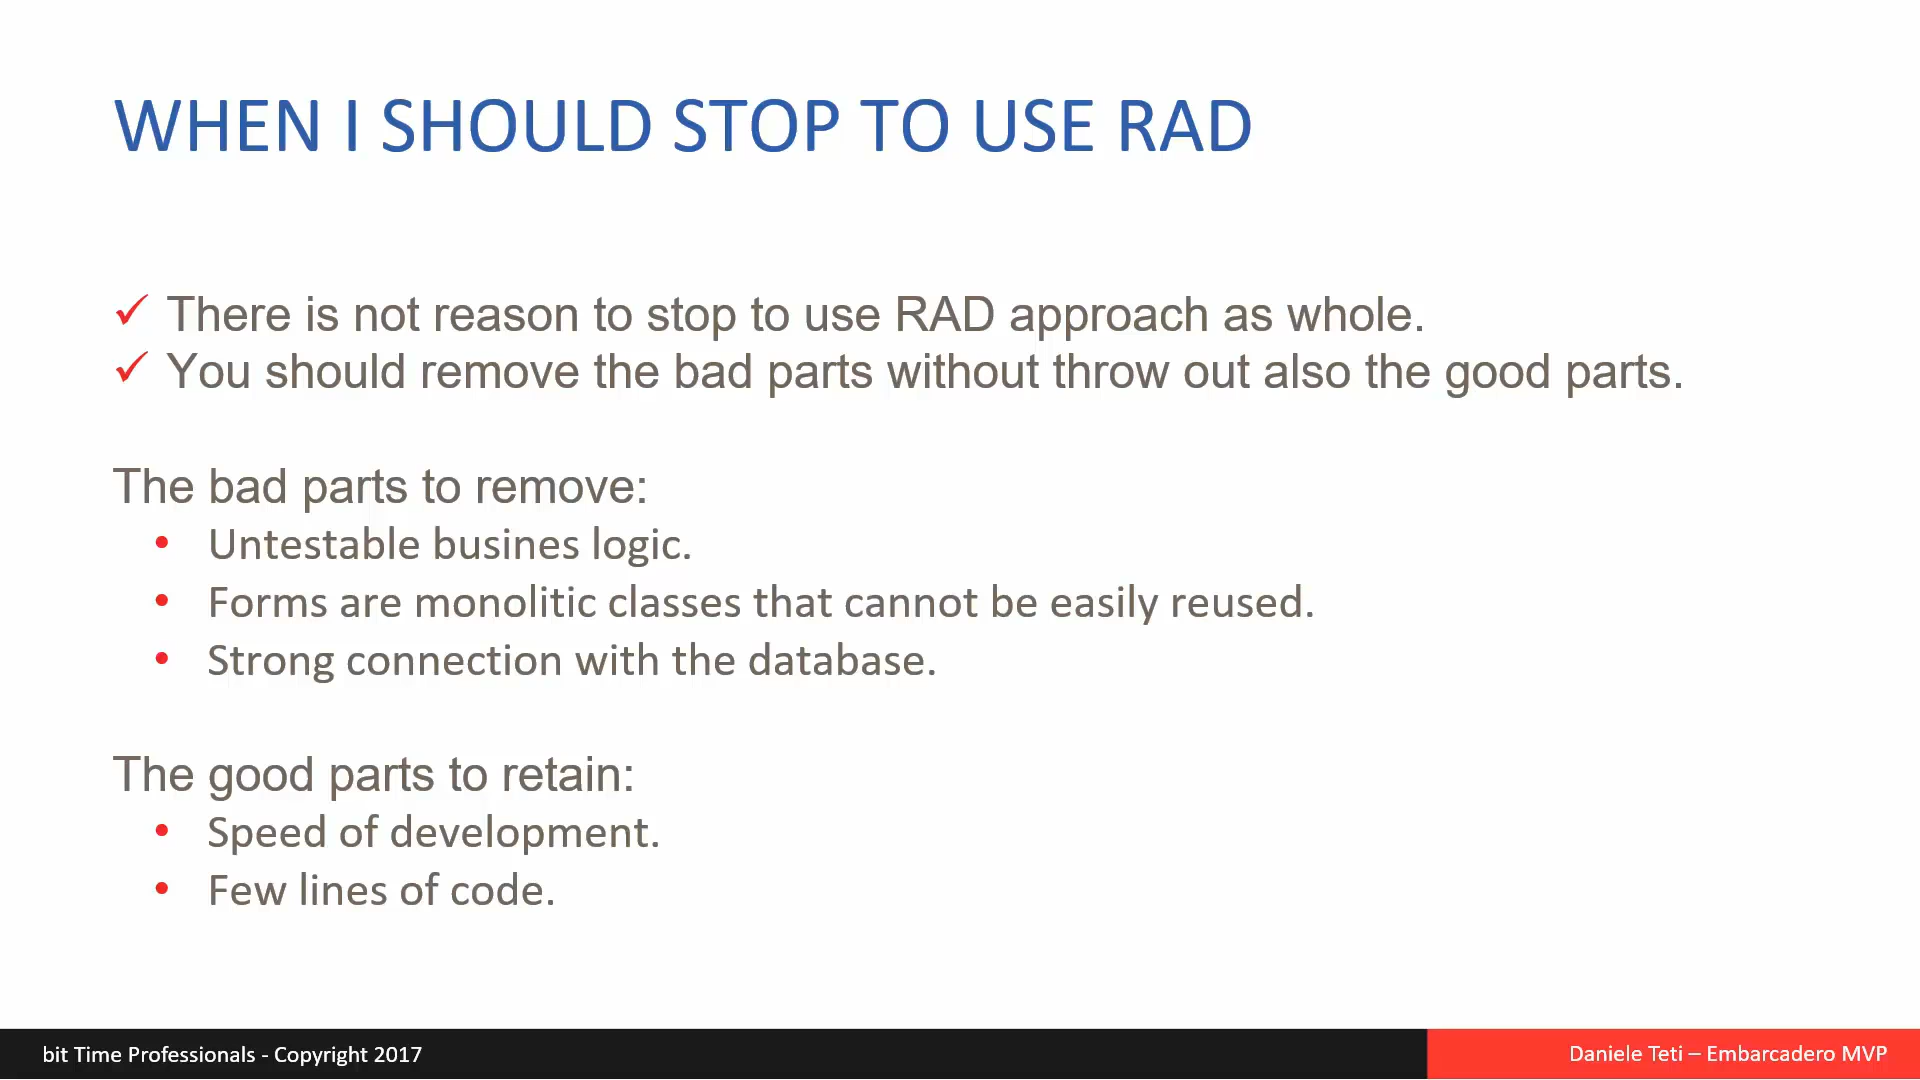 WHEN I SHOULD STOP TO USE RAD
✓ There is not reason to stop to use RAD approach as whole.
✓ You should remove the bad parts without throw out also the good parts.
The bad parts to remove:
• Untestable busines logic.
• Forms are monolitic classes that cannot be easily reused.
• Strong connection with the database.
The good parts to retain:
• Speed of development.
• Few lines of code.
bit Time Professionals - Copyright 2017
Daniele Teti – Embarcadero MVP